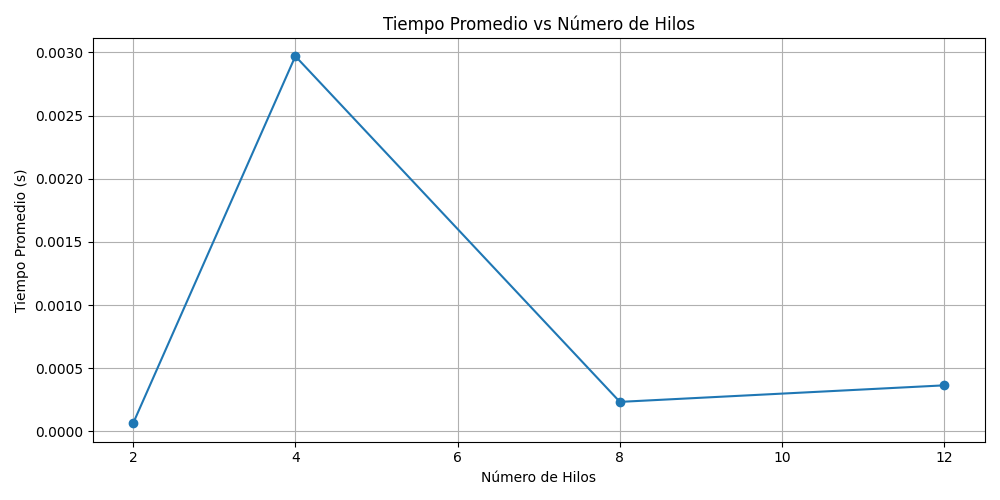 Tiempo Promedio vs Número de Hilos
0.0030
0.0025
0.0020
0.0015
0.0010
0.0005
0.0000
Tiempo Promedio (s)
2 4 6 8 10 12
Número de Hilos